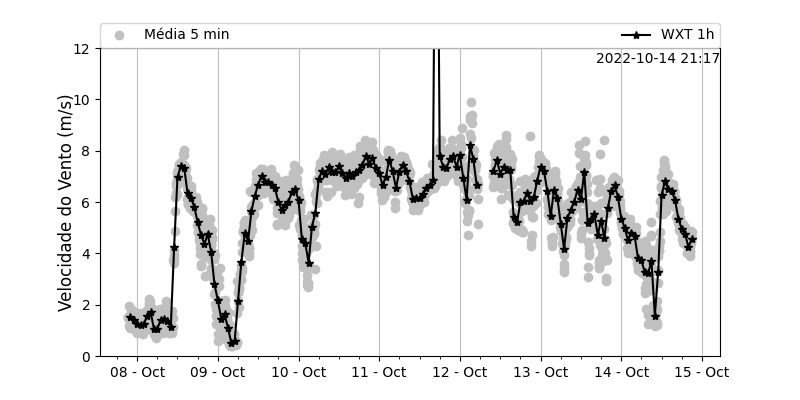 Média 5 min
WXT 1h
2022-10-14 21:17
Velocidade do Vento (m/s)
12
10
8
6
4
2
0
08 - Oct 09 - Oct 10 - Oct 11 - Oct 12 - Oct 13 - Oct 14 - Oct 15 - Oct